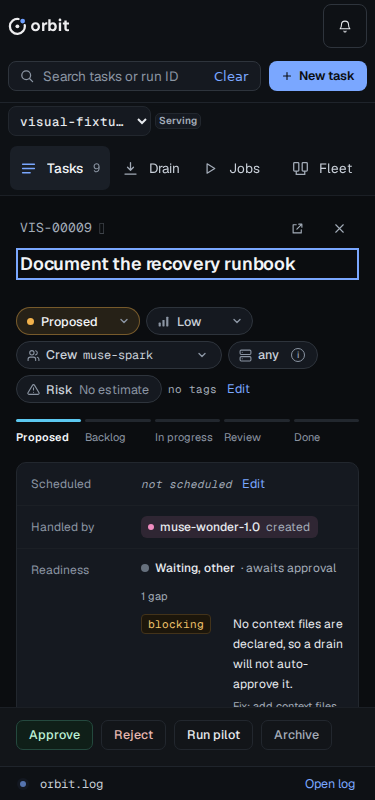 orbit
Search tasks or run ID Clear + New task
visual-fixtu… Serving
Tasks 9 Drain Jobs Fleet
VIS-00009
Document the recovery runbook
Proposed Low
Crew muse-spark any
Risk No estimate no tags Edit
Proposed Backlog In progress Review Done
Scheduled not scheduled Edit
Handled by muse-wonder-1.0 created
Readiness Waiting, other · awaits approval
1 gap
blocking No context files are
declared, so a drain
will not auto-
approve it.
Fix: add context files
Approve Reject Run pilot Archive
orbit.log Open log